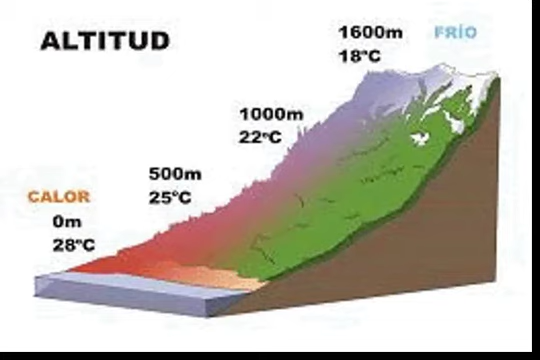 ALTITUD
1600m
18ºC
FRÍO
1000m
22ºC
500m
25ºC
CALOR
0m
28ºC